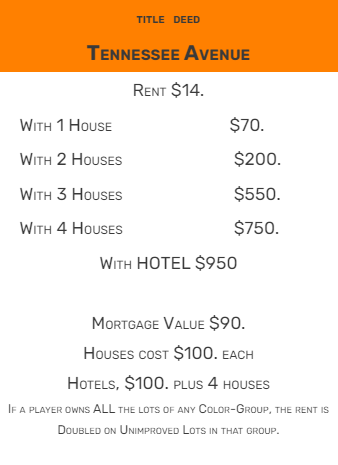 TITLE DEED
TENNESSEE AVENUE
RENT $14.
WITH 1 HOUSE $70.
WITH 2 HOUSES $200.
WITH 3 HOUSES $550.
WITH 4 HOUSES $750.
WITH HOTEL $950
MORTGAGE VALUE $90.
HOUSES COST $100. EACH
HOTELS, $100. PLUS 4 HOUSES
IF A PLAYER OWNS ALL THE LOTS OF ANY COLOR-GROUP, THE RENT IS
DOUBLED ON UNIMPROVED LOTS IN THAT GROUP.